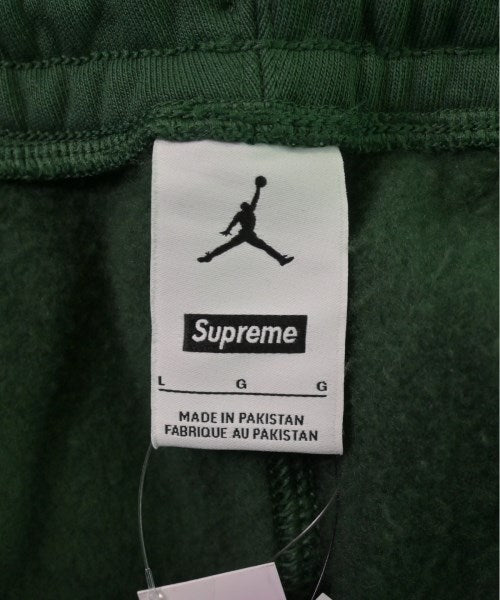 Supreme
L G G
MADE IN PAKISTAN
FABRIQUE AU PAKISTAN